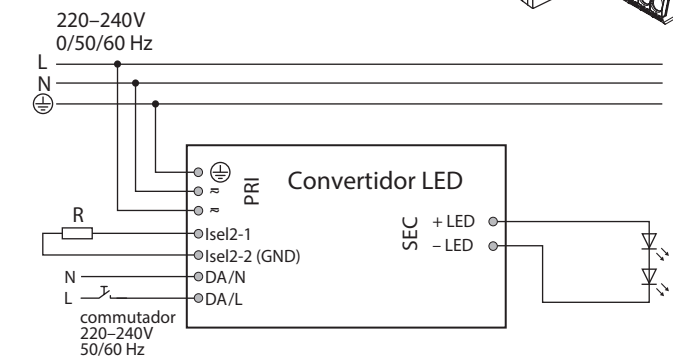 220–240V
0/50/60 Hz
L
N
PRI
Convertidor LED
SEC
+ LED
– LED
R
Isel2-1
Isel2-2 (GND)
N
DA/N
L
DA/L
commutador
220–240V
50/60 Hz